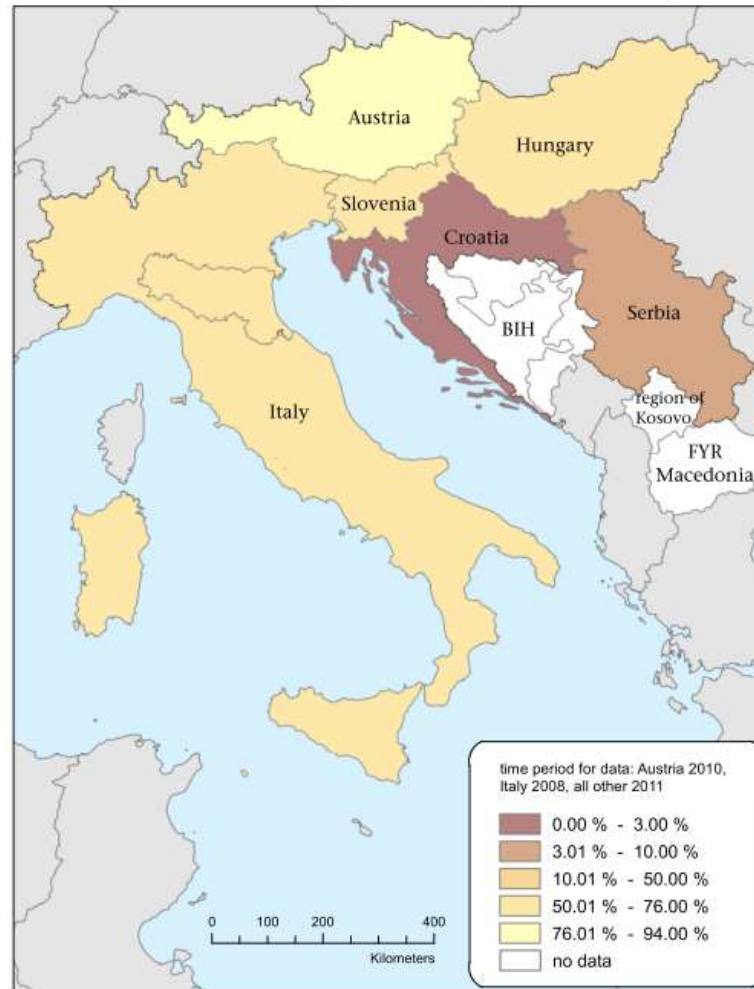 Austria
Hungary
Slovenia
Croatia
BIH
Serbia
region of
Kosovo
FYR
Macedonia
Italy
time period for data: Austria 2010,
Italy 2008, all other 2011
0.00 % - 3.00 %
3.01 % - 10.00 %
10.01 % - 50.00 %
50.01 % - 76.00 %
76.01 % - 94.00 %
no data
0 100 200 400
Kilometers